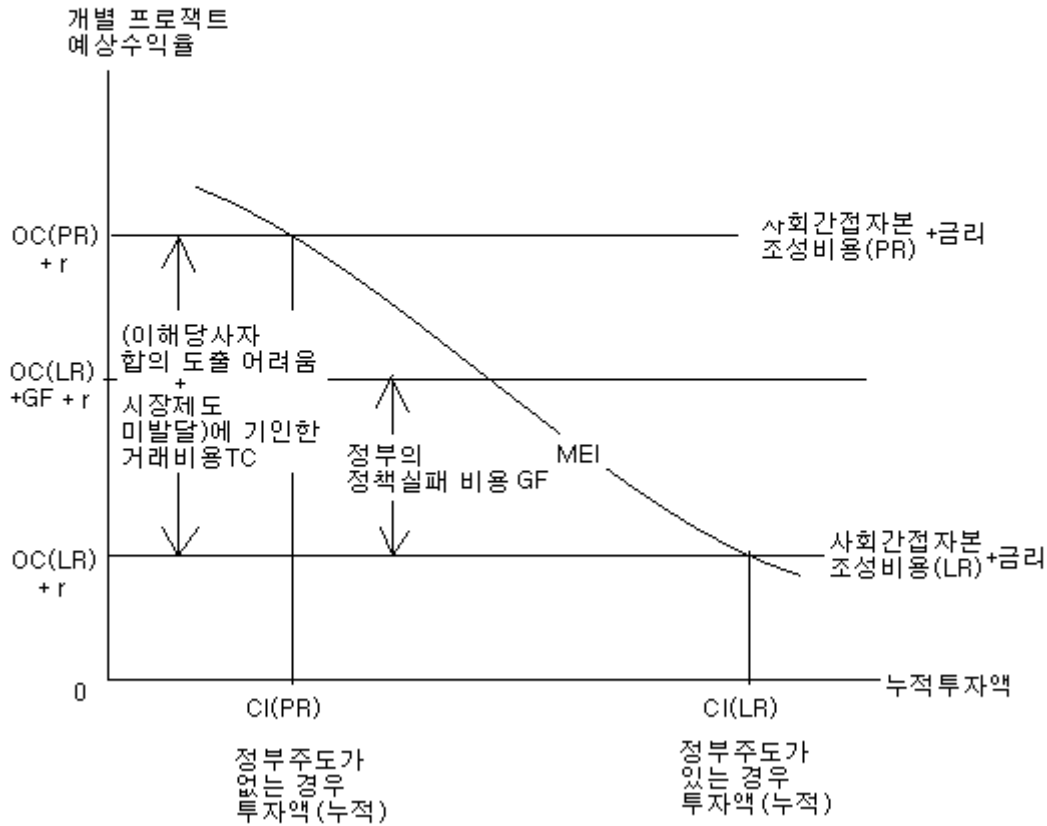 개별 프로잭트
예상수익율
OC(PR)
+ r
사회간접자본
조성비용(PR) +금리
(이해당사자
합의 도출 어려움
+
시장제도
미발달)에 기인한
거래비용TC
OC(LR)
+GF + r
정부의
정책실패 비용 GF
MEI
OC(LR)
+ r
사회간접자본
조성비용(LR) +금리
0
누적투자액
CI(PR)
CI(LR)
정부주도가
없는 경우
투자액(누적)
정부주도가
있는 경우
투자액(누적)